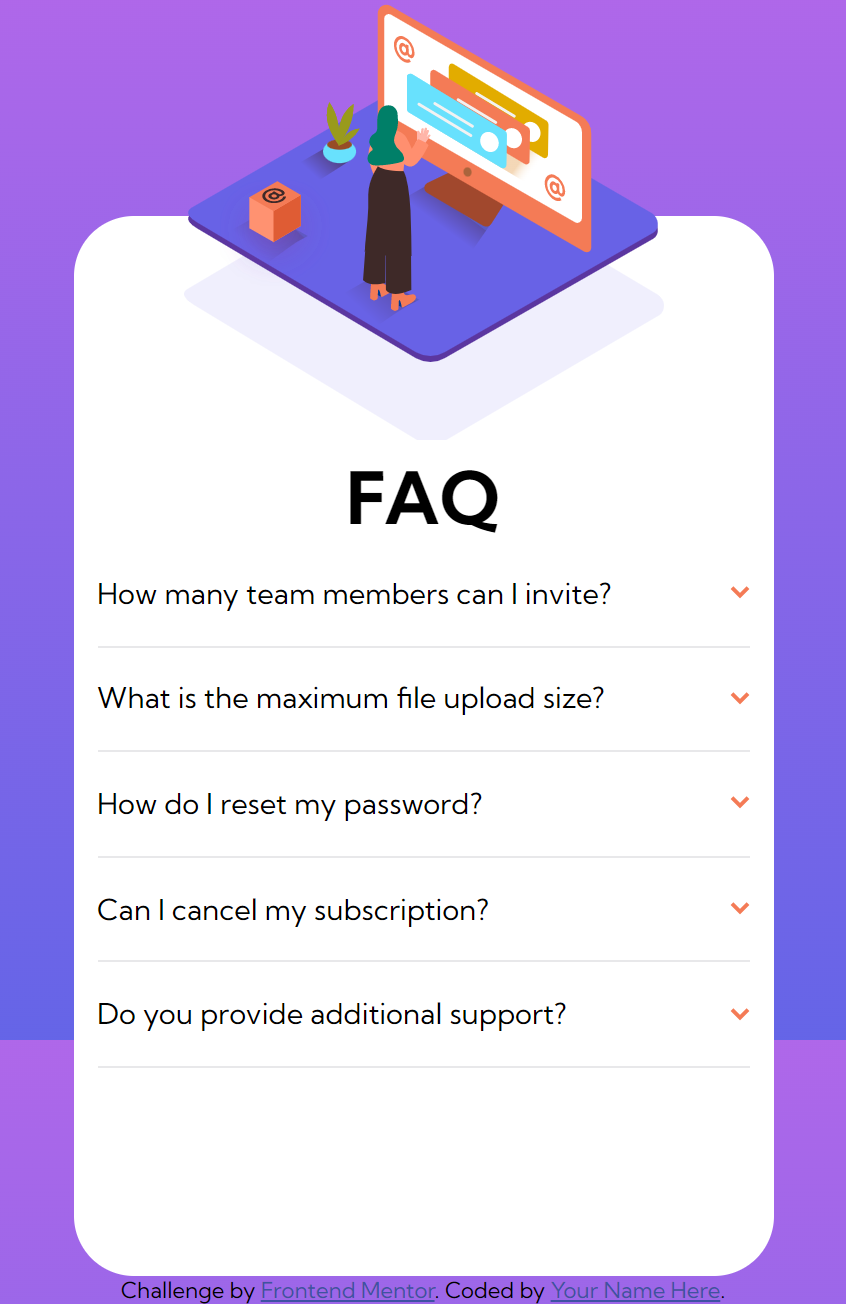 @
@
@
FAQ
How many team members can I invite?
What is the maximum file upload size?
How do I reset my password?
Can I cancel my subscription?
Do you provide additional support?
Challenge by Frontend Mentor. Coded by Your Name Here.